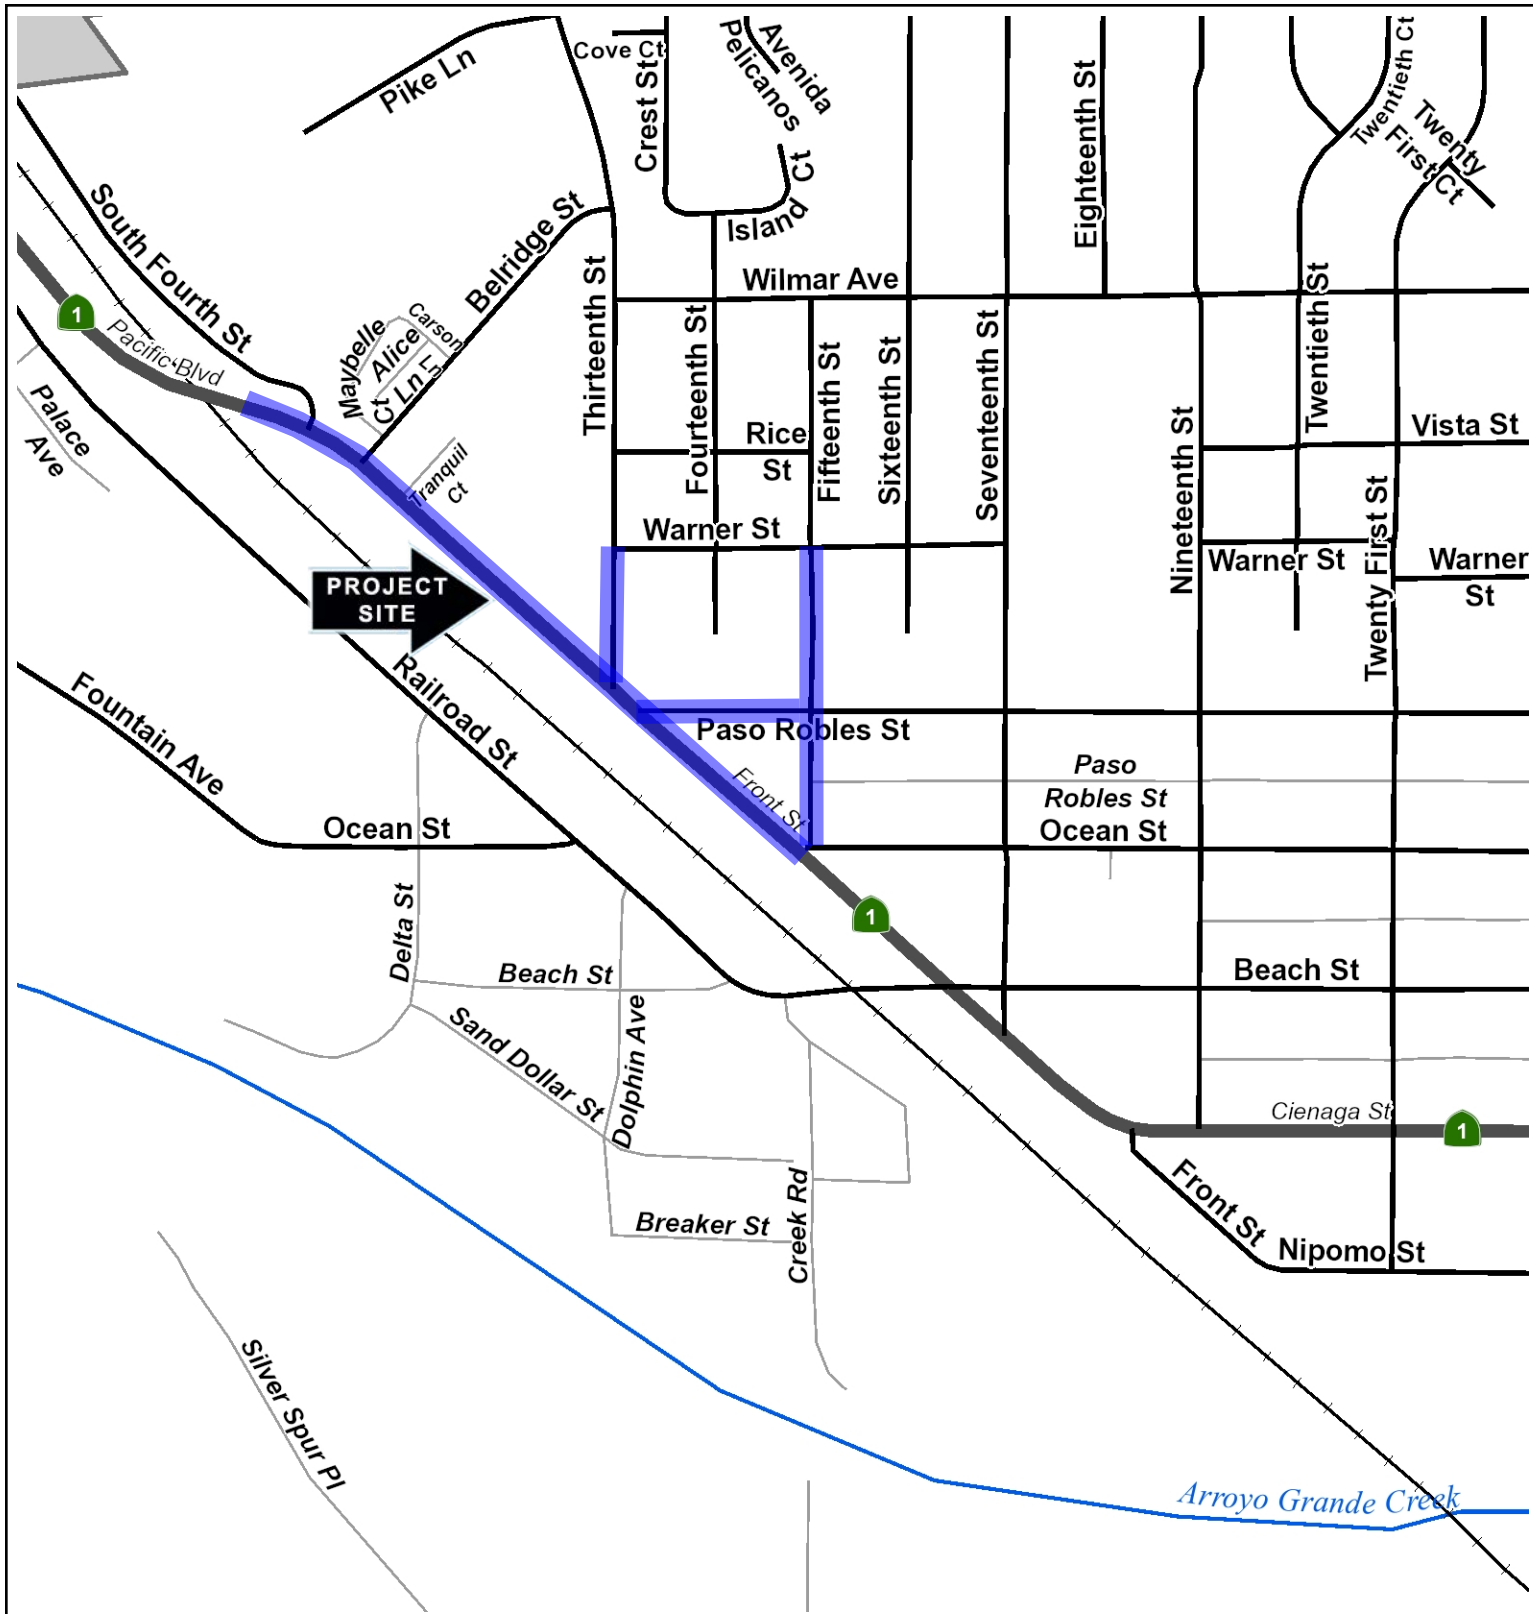 Cove Ct
Crest St
Avenida
Pelicanos
Ct
Island
Pike Ln
Eighteenth St
Twentieth Ct
Twenty
First Ct
South Fourth St
Belridge St
Wilmar Ave
Thirteenth St
Fourteenth St
Fifteenth St
Sixteenth St
Seventeenth St
Nineteenth St
Twentieth St
Twenty First St
Vista St
1
Pacific Blvd
Maybelle
Ct
Alice
Ln
Carson
Ln
Palace
Ave
Tranquil
Ct
Rice
St
Warner St
Warner St
Warner
St
PROJECT
SITE
Railroad St
Fountain Ave
Paso Robles St
Front St
Paso
Robles St
Ocean St
Ocean St
Delta St
1
Beach St
Beach St
Sand Dollar St
Dolphin Ave
Cienaga St
1
Creek Rd
Breaker St
Front St
Nipomo St
Silver Spur Pl
Arroyo Grande Creek